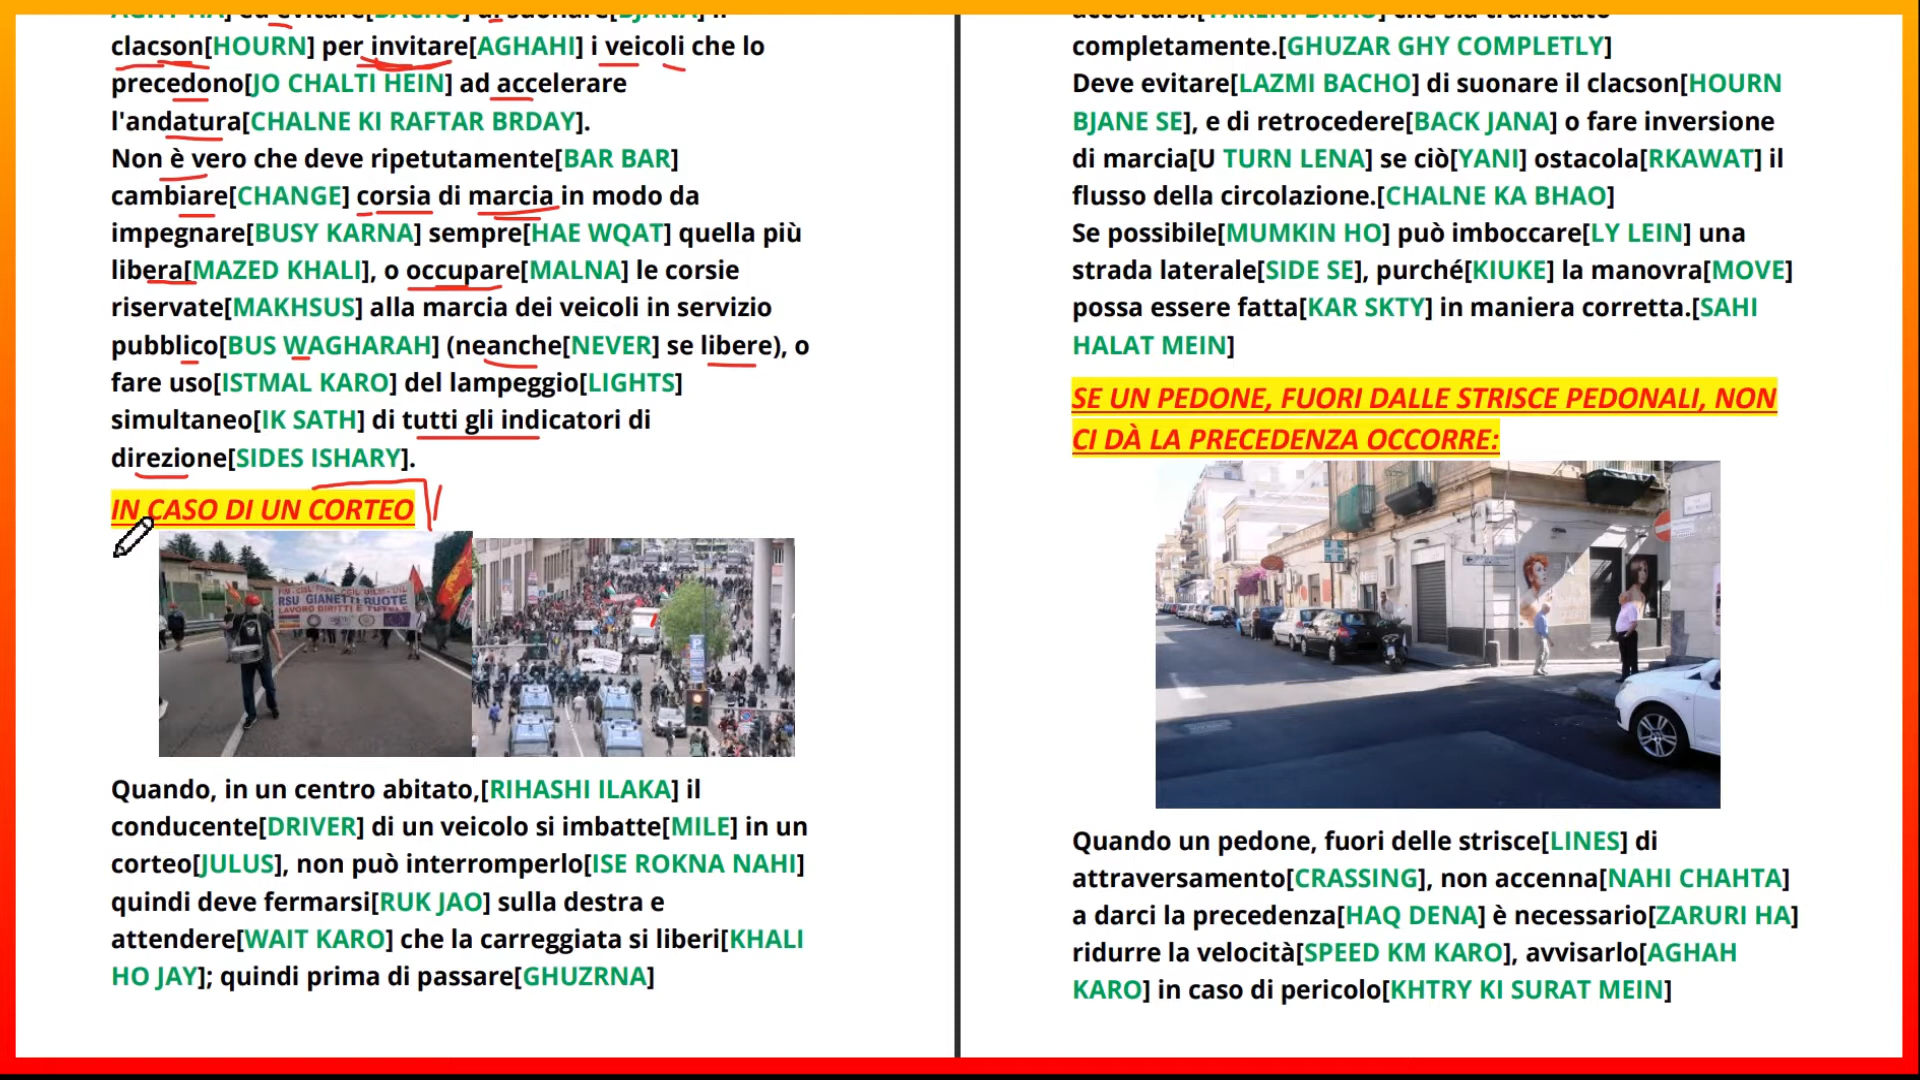 clacson[HOURN] per invitare[AGHAHI] i veicoli che lo
precedono[JO CHALTI HEIN] ad accelerare
l'andatura[CHALNE KI RAFTAR BRDAY].
Non è vero che deve ripetutamente[BAR BAR]
cambiare[CHANGE] corsia di marcia in modo da
impegnare[BUSY KARNA] sempre[HAE WQAT] quella più
libera[MAZED KHALI], o occupare[MALNA] le corsie
riservate[MAKHSUS] alla marcia dei veicoli in servizio
pubblico[BUS WAGHARAH] (neanche[NEVER] se libere), o
fare uso[ISTMAL KARO] del lampeggio[LIGHTS]
simultaneo[IK SATH] di tutti gli indicatori di
direzione[SIDES ISHARY].
IN CASO DI UN CORTEO
RSU GIANETTI RUOTE
LAVORO DIRITTI E TUTELE
Quando, in un centro abitato,[RIHASHI ILAKA] il
conducente[DRIVER] di un veicolo si imbatte[MILE] in un
corteo[JULUS], non può interromperlo[ISE ROKNA NAHI]
quindi deve fermarsi[RUK JAO] sulla destra e
attendere[WAIT KARO] che la carreggiata si liberi[KHALI
HO JAY]; quindi prima di passare[GHUZRNA]
completamente.[GHUZAR GHY COMPLETLY]
Deve evitare[LAZMI BACHO] di suonare il clacson[HOURN
BJANE SE], e di retrocedere[BACK JANA] o fare inversione
di marcia[U TURN LENA] se ciò[YANI] ostacola[RKAWAT] il
flusso della circolazione.[CHALNE KA BHAO]
Se possibile[MUMKIN HO] può imboccare[LY LEIN] una
strada laterale[SIDE SE], purché[KIUKE] la manovra[MOVE]
possa essere fatta[KAR SKTY] in maniera corretta.[SAHI
HALAT MEIN]
SE UN PEDONE, FUORI DALLE STRISCE PEDONALI, NON
CI DÀ LA PRECEDENZA OCCORRE:
Quando un pedone, fuori delle strisce[LINES] di
attraversamento[CRASSING], non accenna[NAHI CHAHTA]
a darci la precedenza[HAQ DENA] è necessario[ZARURI HA]
ridurre la velocità[SPEED KM KARO], avvisarlo[AGHAH
KARO] in caso di pericolo[KHTRY KI SURAT MEIN]